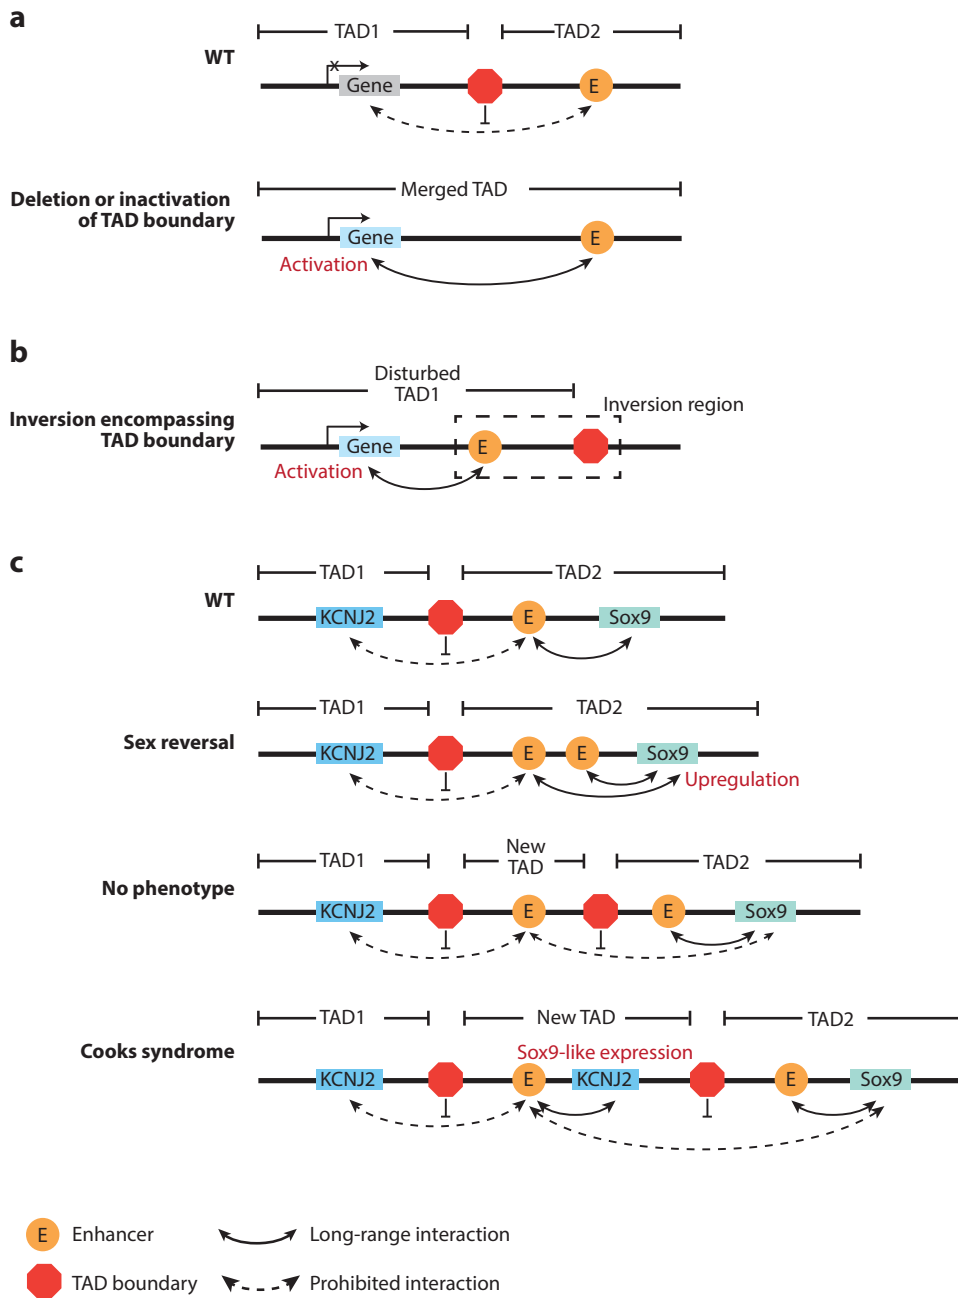 a
TAD1
TAD2
WT
x
Gene
E
Merged TAD
Deletion or inactivation
of TAD boundary
Gene
E
Activation
b
Disturbed
TAD1
Inversion region
Inversion encompassing
TAD boundary
Gene
E
Activation
c
TAD1
TAD2
WT
KCNJ2
E
Sox9
TAD1
TAD2
Sex reversal
KCNJ2
E
E
Sox9
Upregulation
TAD1
New
TAD
TAD2
No phenotype
KCNJ2
E
E
Sox9
TAD1
New TAD
TAD2
Cooks syndrome
Sox9-like expression
KCNJ2
E
KCNJ2
E
Sox9
E
Enhancer
Long-range interaction
TAD boundary
Prohibited interaction